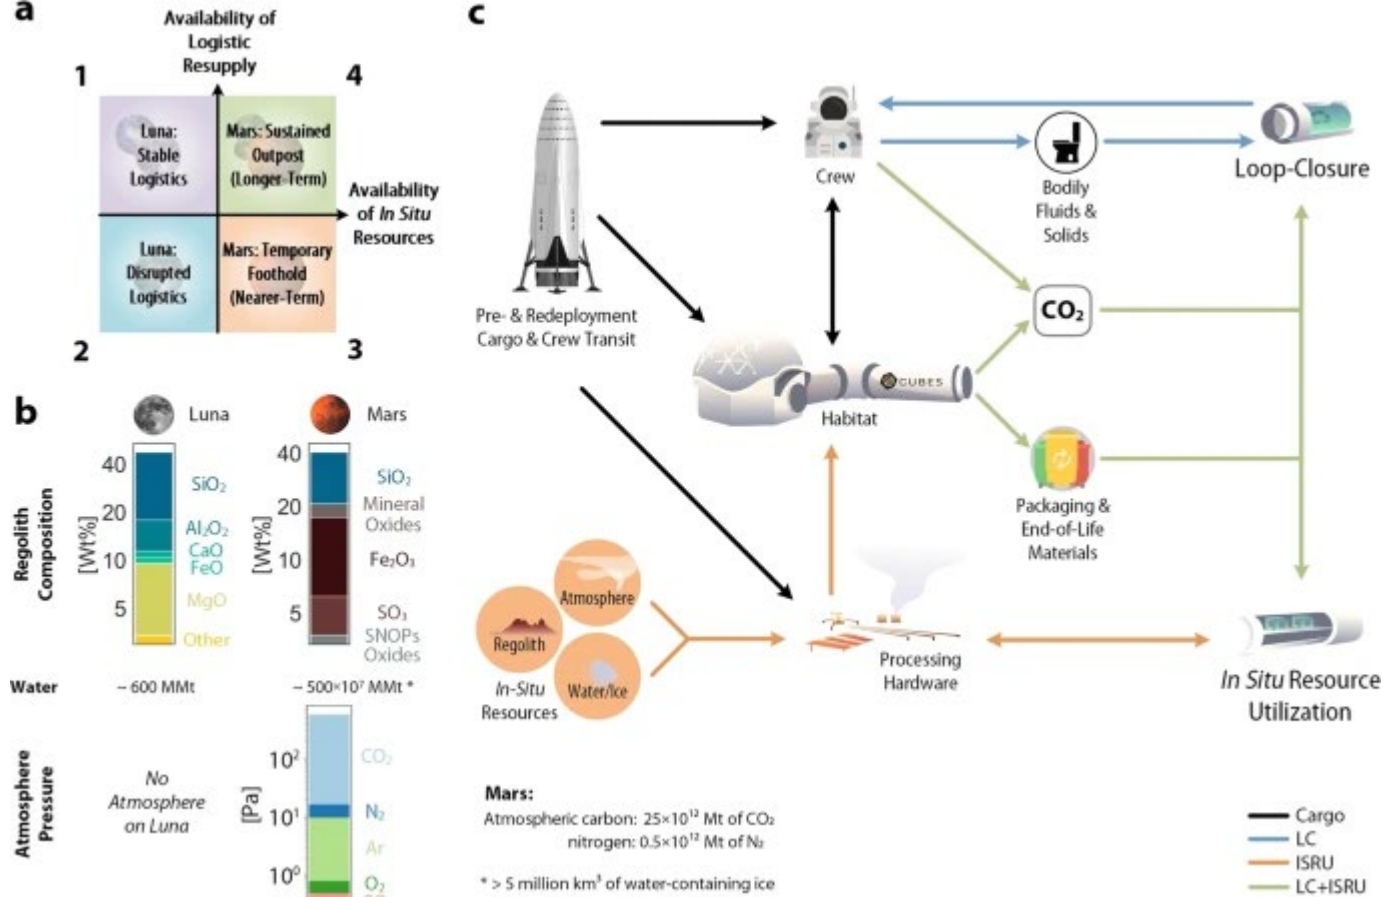 a
Availability of
Logistic
Resupply
1
4
Luna:
Stable
Logistics
Mars: Sustained
Outpost
(Longer-Term)
Availability
of In Situ
Resources
Luna:
Disrupted
Logistics
Mars: Temporary
Foothold
(Nearer-Term)
2
3
b
Luna
Mars
Regolith
Composition
[Wt%]
40
20
10
5
SiO₂
Al₂O₂
CaO
FeO
MgO
Other
[Wt%]
40
20
10
5
SiO₂
Mineral
Oxides
Fe₂O₃
SO₃
SNOPs
Oxides
Water
~ 600 MMt
~ 500×10⁷ MMt *
Atmosphere
Pressure
No
Atmosphere
on Luna
[Pa]
10²
10¹
10⁰
CO₂
N₂
Ar
O₂
c
Pre- & Redeployment
Cargo & Crew Transit
Crew
Bodily
Fluids &
Solids
Loop-Closure
CO₂
CUBES
Habitat
Packaging &
End-of-Life
Materials
Atmosphere
Regolith
Water/Ice
In-Situ
Resources
Processing
Hardware
In Situ Resource
Utilization
Mars:
Atmospheric carbon: 25×10¹² Mt of CO₂
nitrogen: 0.5×10¹² Mt of N₂
* > 5 million km³ of water-containing ice
Cargo
LC
ISRU
LC+ISRU